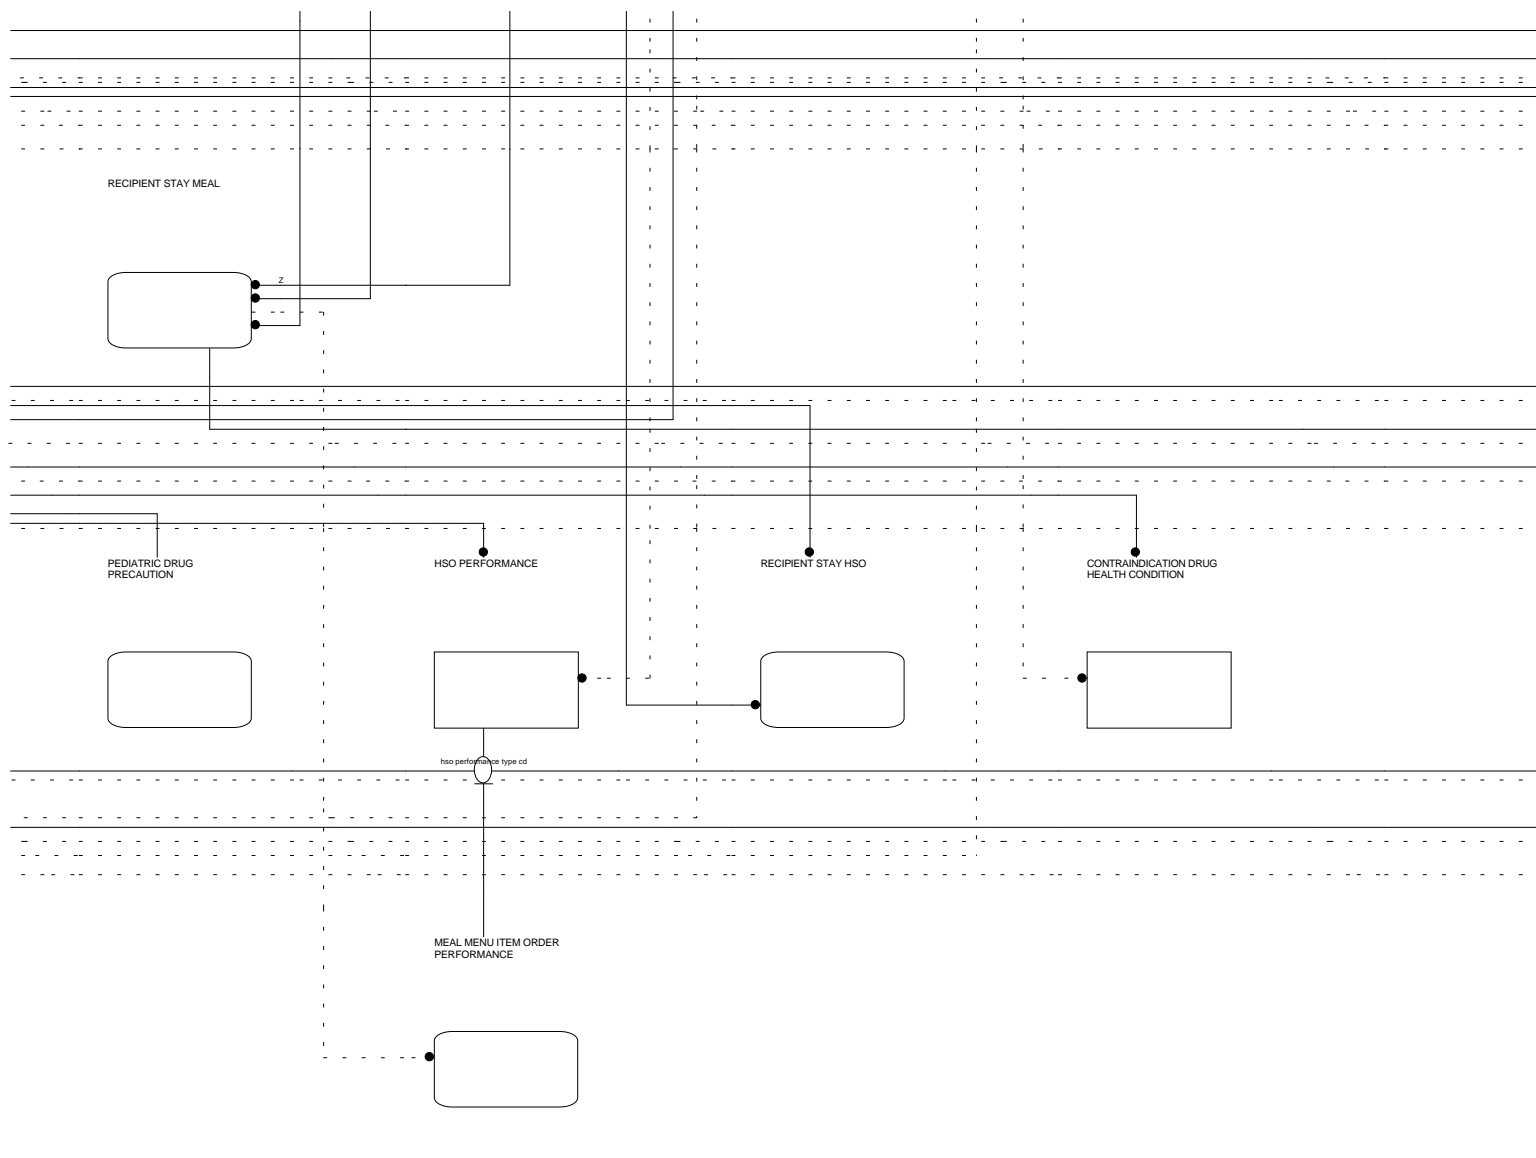 RECIPIENT STAY MEAL
Z
PEDIATRIC DRUG
PRECAUTION
HSO PERFORMANCE
RECIPIENT STAY HSO
CONTRAINDICATION DRUG
HEALTH CONDITION
hso performance type cd
MEAL MENU ITEM ORDER
PERFORMANCE